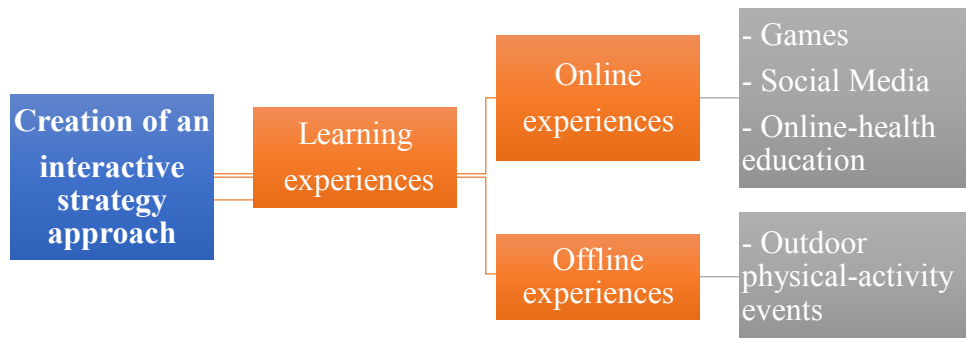 Creation of an
interactive
strategy
approach
Learning
experiences
Online
experiences
- Games
- Social Media
- Online-health
education
Offline
experiences
- Outdoor
physical-activity
events